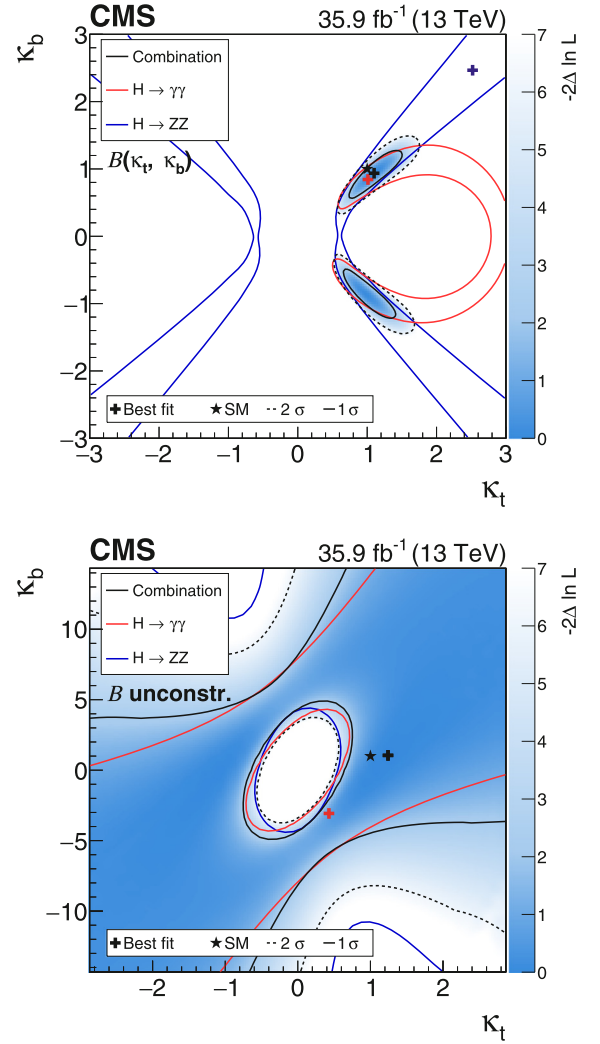 CMS 35.9 fb⁻¹ (13 TeV)
κb
3
2
1
0
−1
−2
−3
Combination
H → γγ
H → ZZ
B(κt, κb)
Best fit SM 2 σ 1 σ
−3 −2 −1 0 1 2 3
κt
7
6
5
4
3
2
1
0
-2Δ ln L
CMS 35.9 fb⁻¹ (13 TeV)
κb
10
5
0
−5
−10
Combination
H → γγ
H → ZZ
B unconstr.
Best fit SM 2 σ 1 σ
−2 −1 0 1 2
κt
7
6
5
4
3
2
1
0
-2Δ ln L